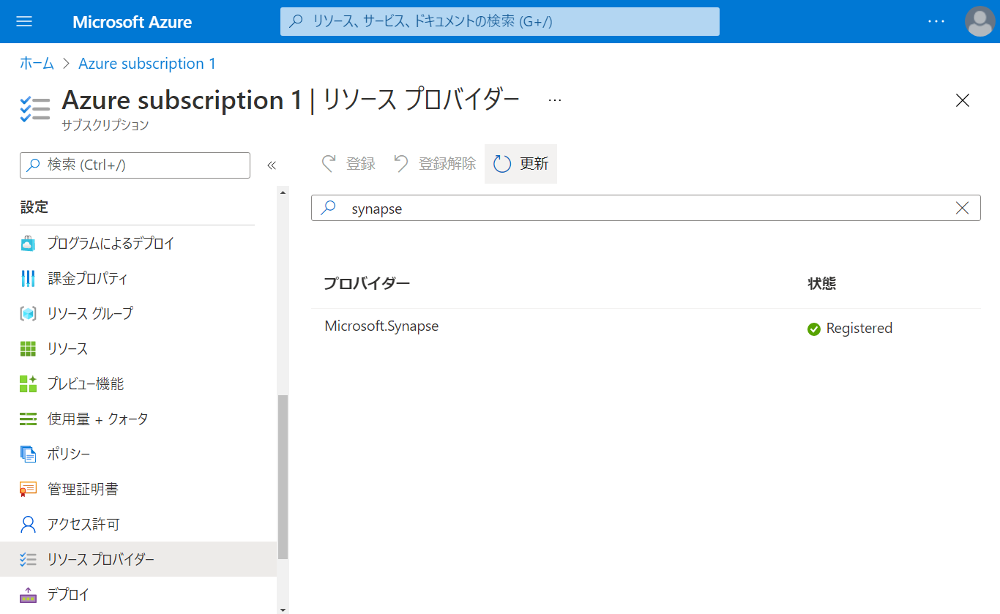 Microsoft Azure
リソース、サービス、ドキュメントの検索 (G+/)
ホーム > Azure subscription 1
Azure subscription 1 | リソース プロバイダー ...
サブスクリプション
検索 (Ctrl+/)
登録 登録解除 更新
synapse
設定
プログラムによるデプロイ
課金プロパティ
リソース グループ
リソース
プレビュー機能
使用量 + クォータ
ポリシー
管理証明書
アクセス許可
リソース プロバイダー
デプロイ
プロバイダー 状態
Microsoft.Synapse Registered